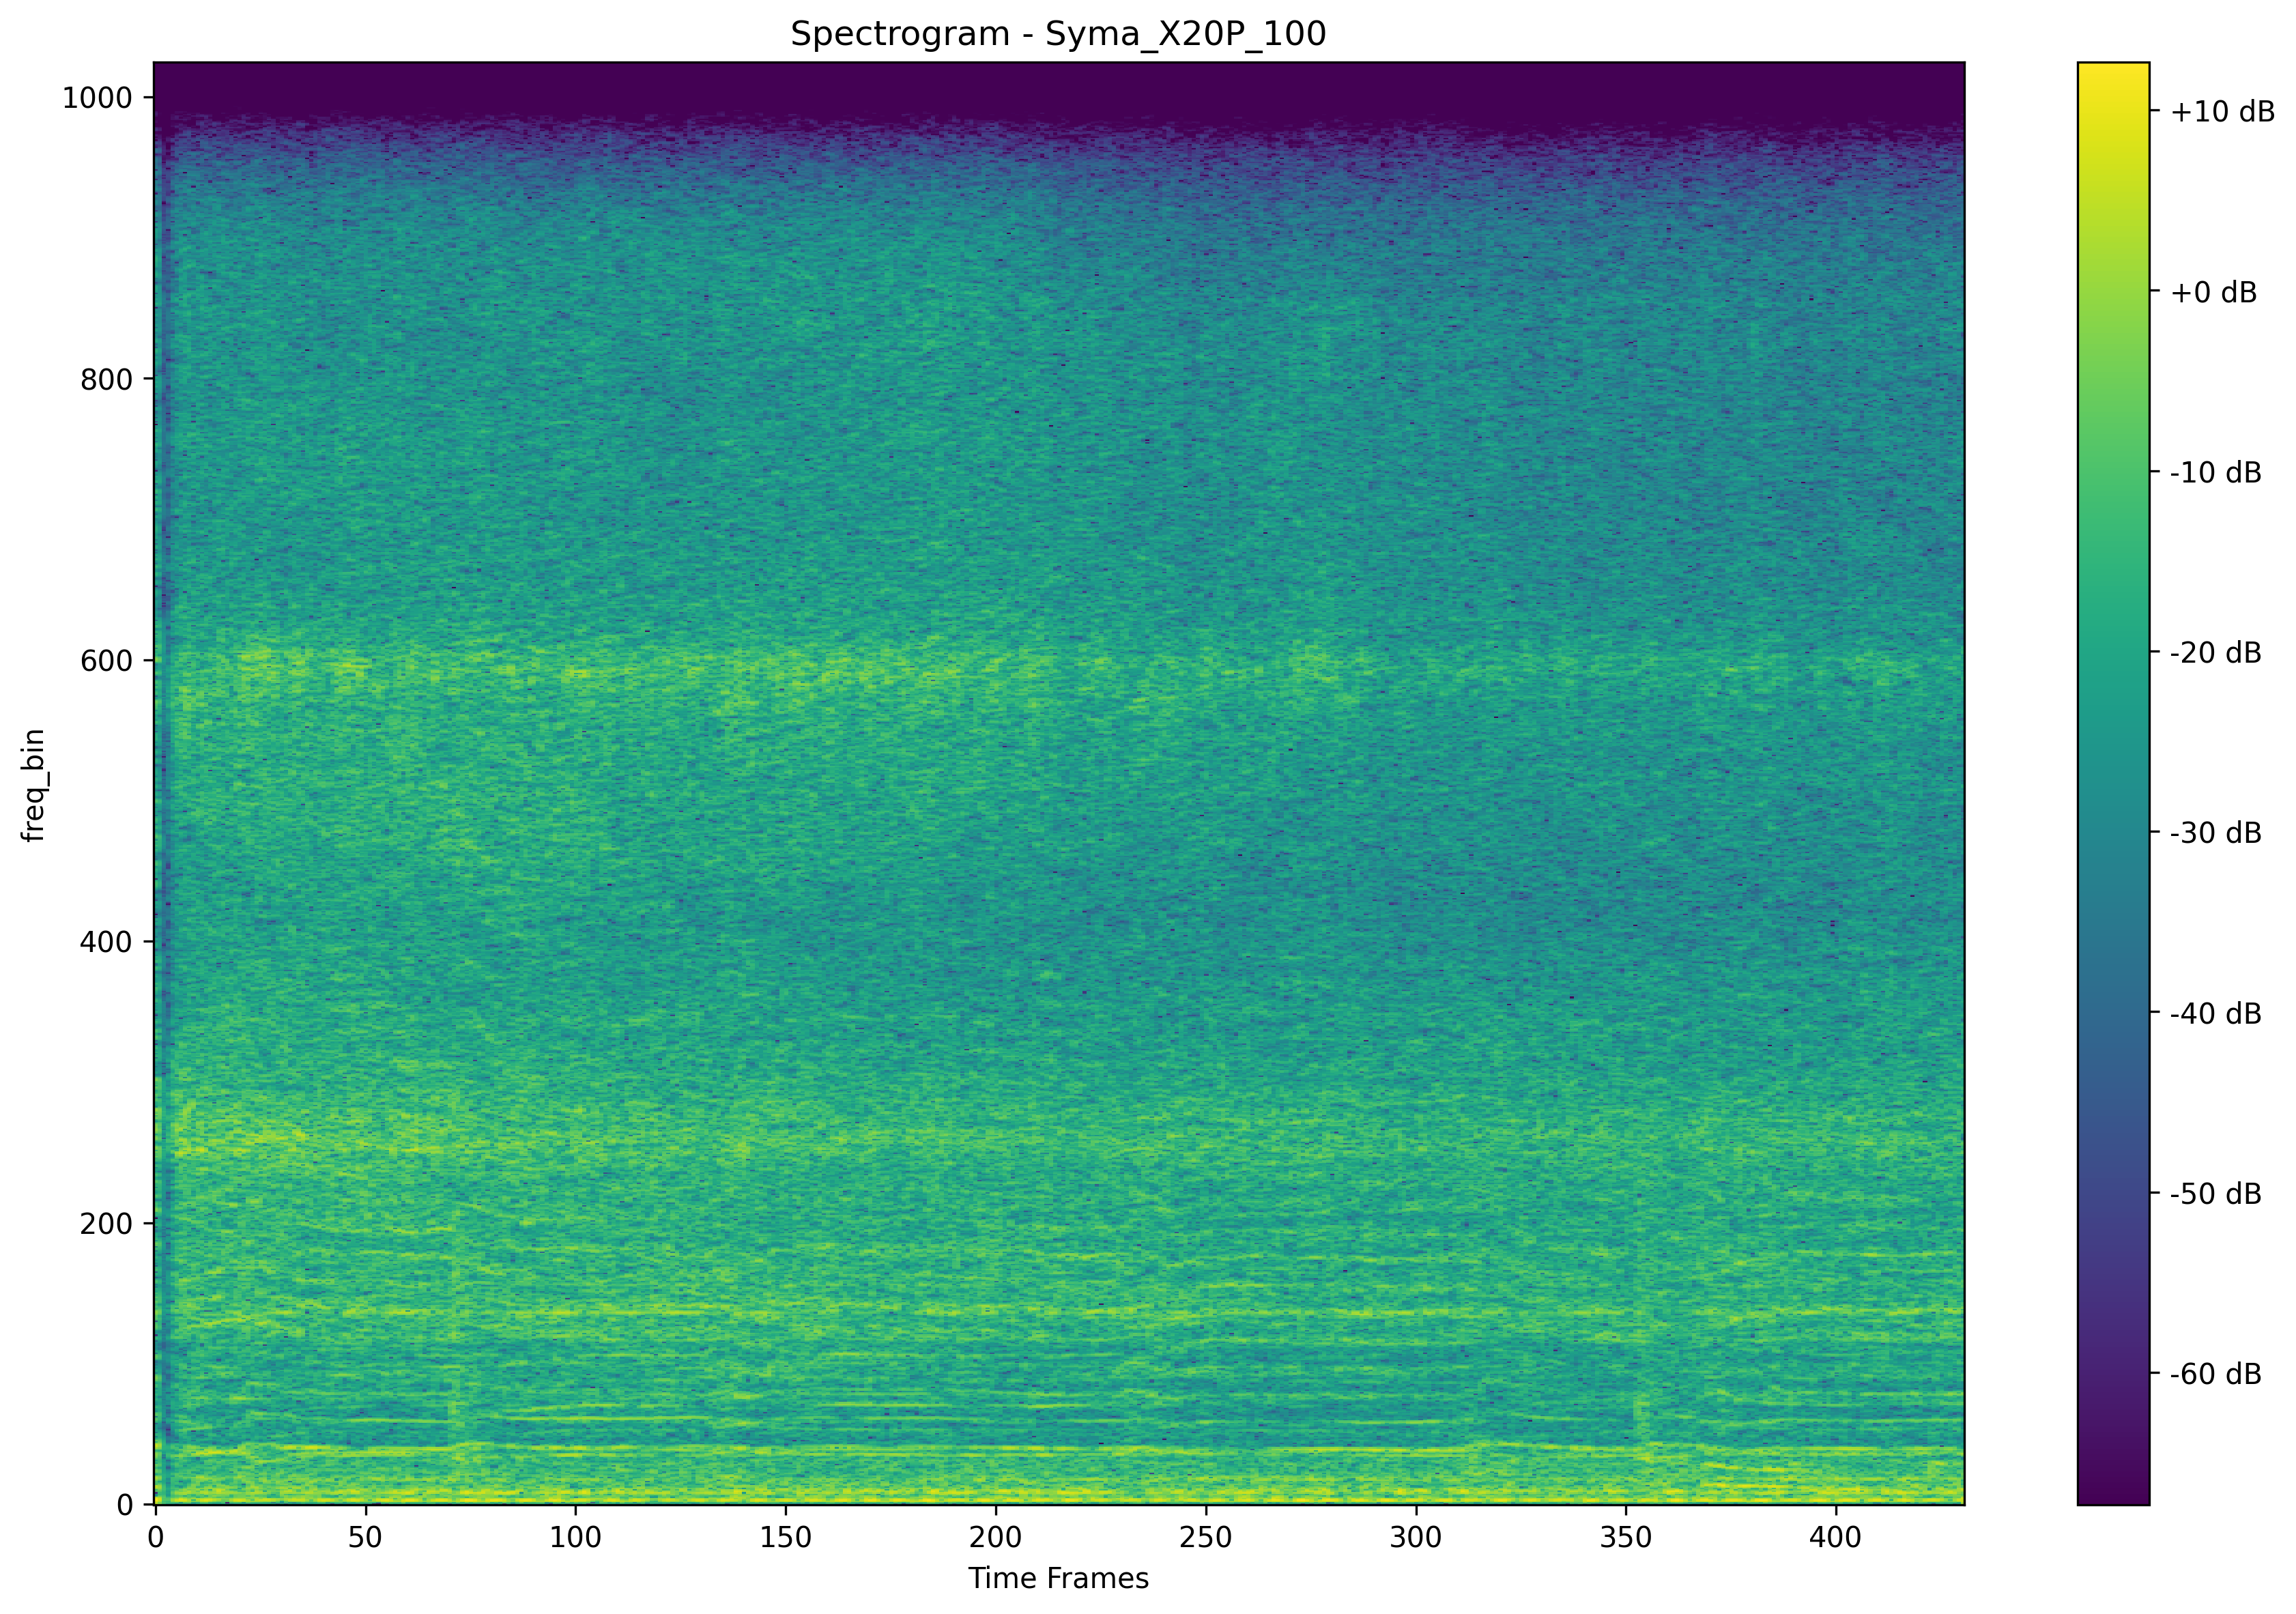 Spectrogram - Syma_X20P_100
1000
800
600
400
200
0
freq_bin
0 50 100 150 200 250 300 350 400
Time Frames
+10 dB
+0 dB
-10 dB
-20 dB
-30 dB
-40 dB
-50 dB
-60 dB